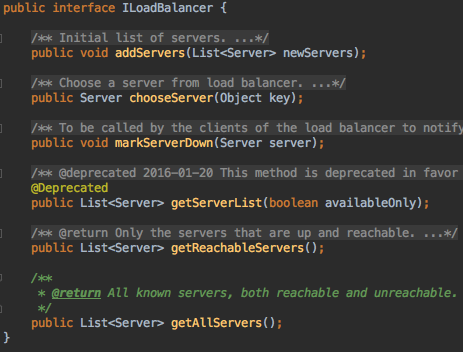 public interface ILoadBalancer {
/** Initial list of servers. ...*/
public void addServers(List<Server> newServers);
/** Choose a server from load balancer. ...*/
public Server chooseServer(Object key);
/** To be called by the clients of the load balancer to notify
public void markServerDown(Server server);
/** @deprecated 2016-01-20 This method is deprecated in favor
@Deprecated
public List<Server> getServerList(boolean availableOnly);
/** @return Only the servers that are up and reachable. ...*/
public List<Server> getReachableServers();
/**
* @return All known servers, both reachable and unreachable.
*/
public List<Server> getAllServers();
}